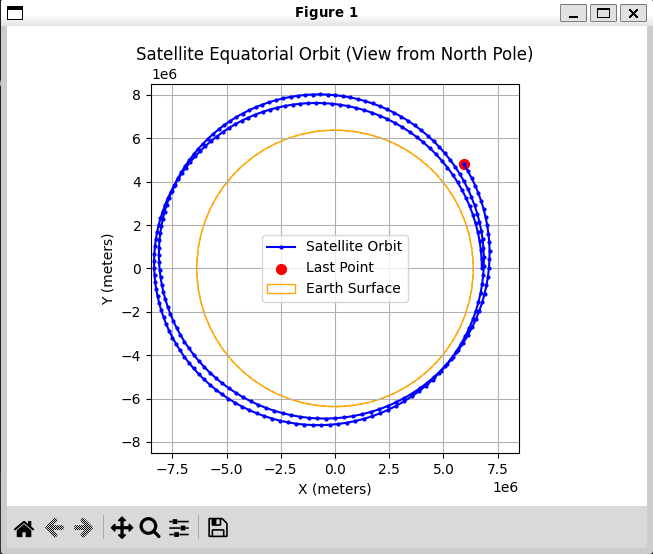 Figure 1
Satellite Equatorial Orbit (View from North Pole)
1e6
8
6
4
2
0
−2
−4
−6
−8
Y (meters)
Satellite Orbit
Last Point
Earth Surface
−7.5 −5.0 −2.5 0.0 2.5 5.0 7.5
X (meters)
1e6